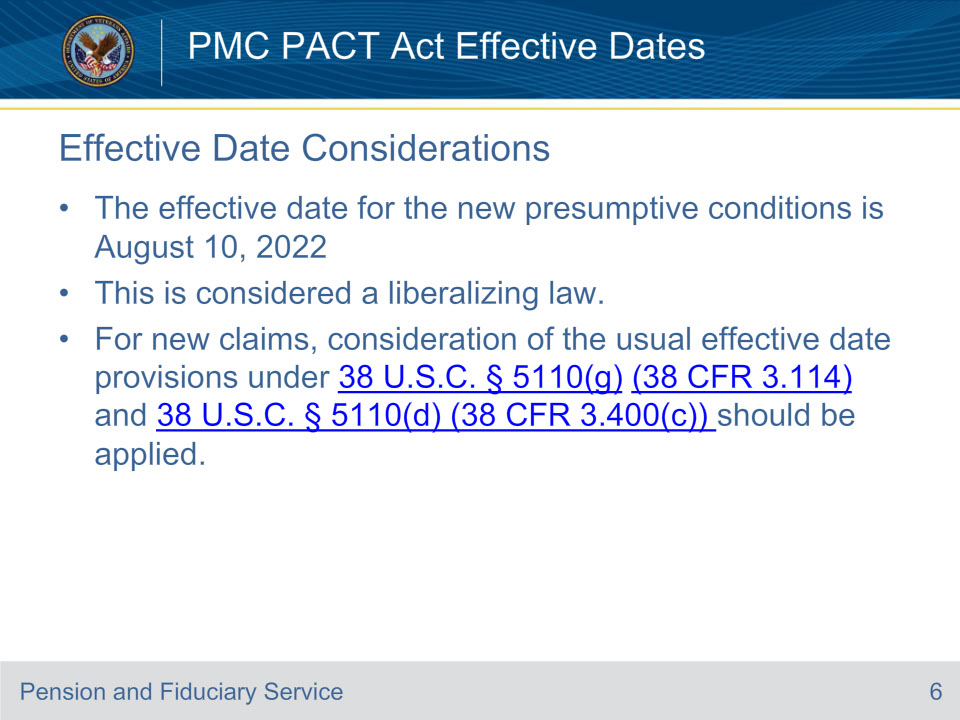 PMC PACT Act Effective Dates
Effective Date Considerations
• The effective date for the new presumptive conditions is
August 10, 2022
• This is considered a liberalizing law.
• For new claims, consideration of the usual effective date
provisions under 38 U.S.C. § 5110(g) (38 CFR 3.114)
and 38 U.S.C. § 5110(d) (38 CFR 3.400(c)) should be
applied.
Pension and Fiduciary Service
6